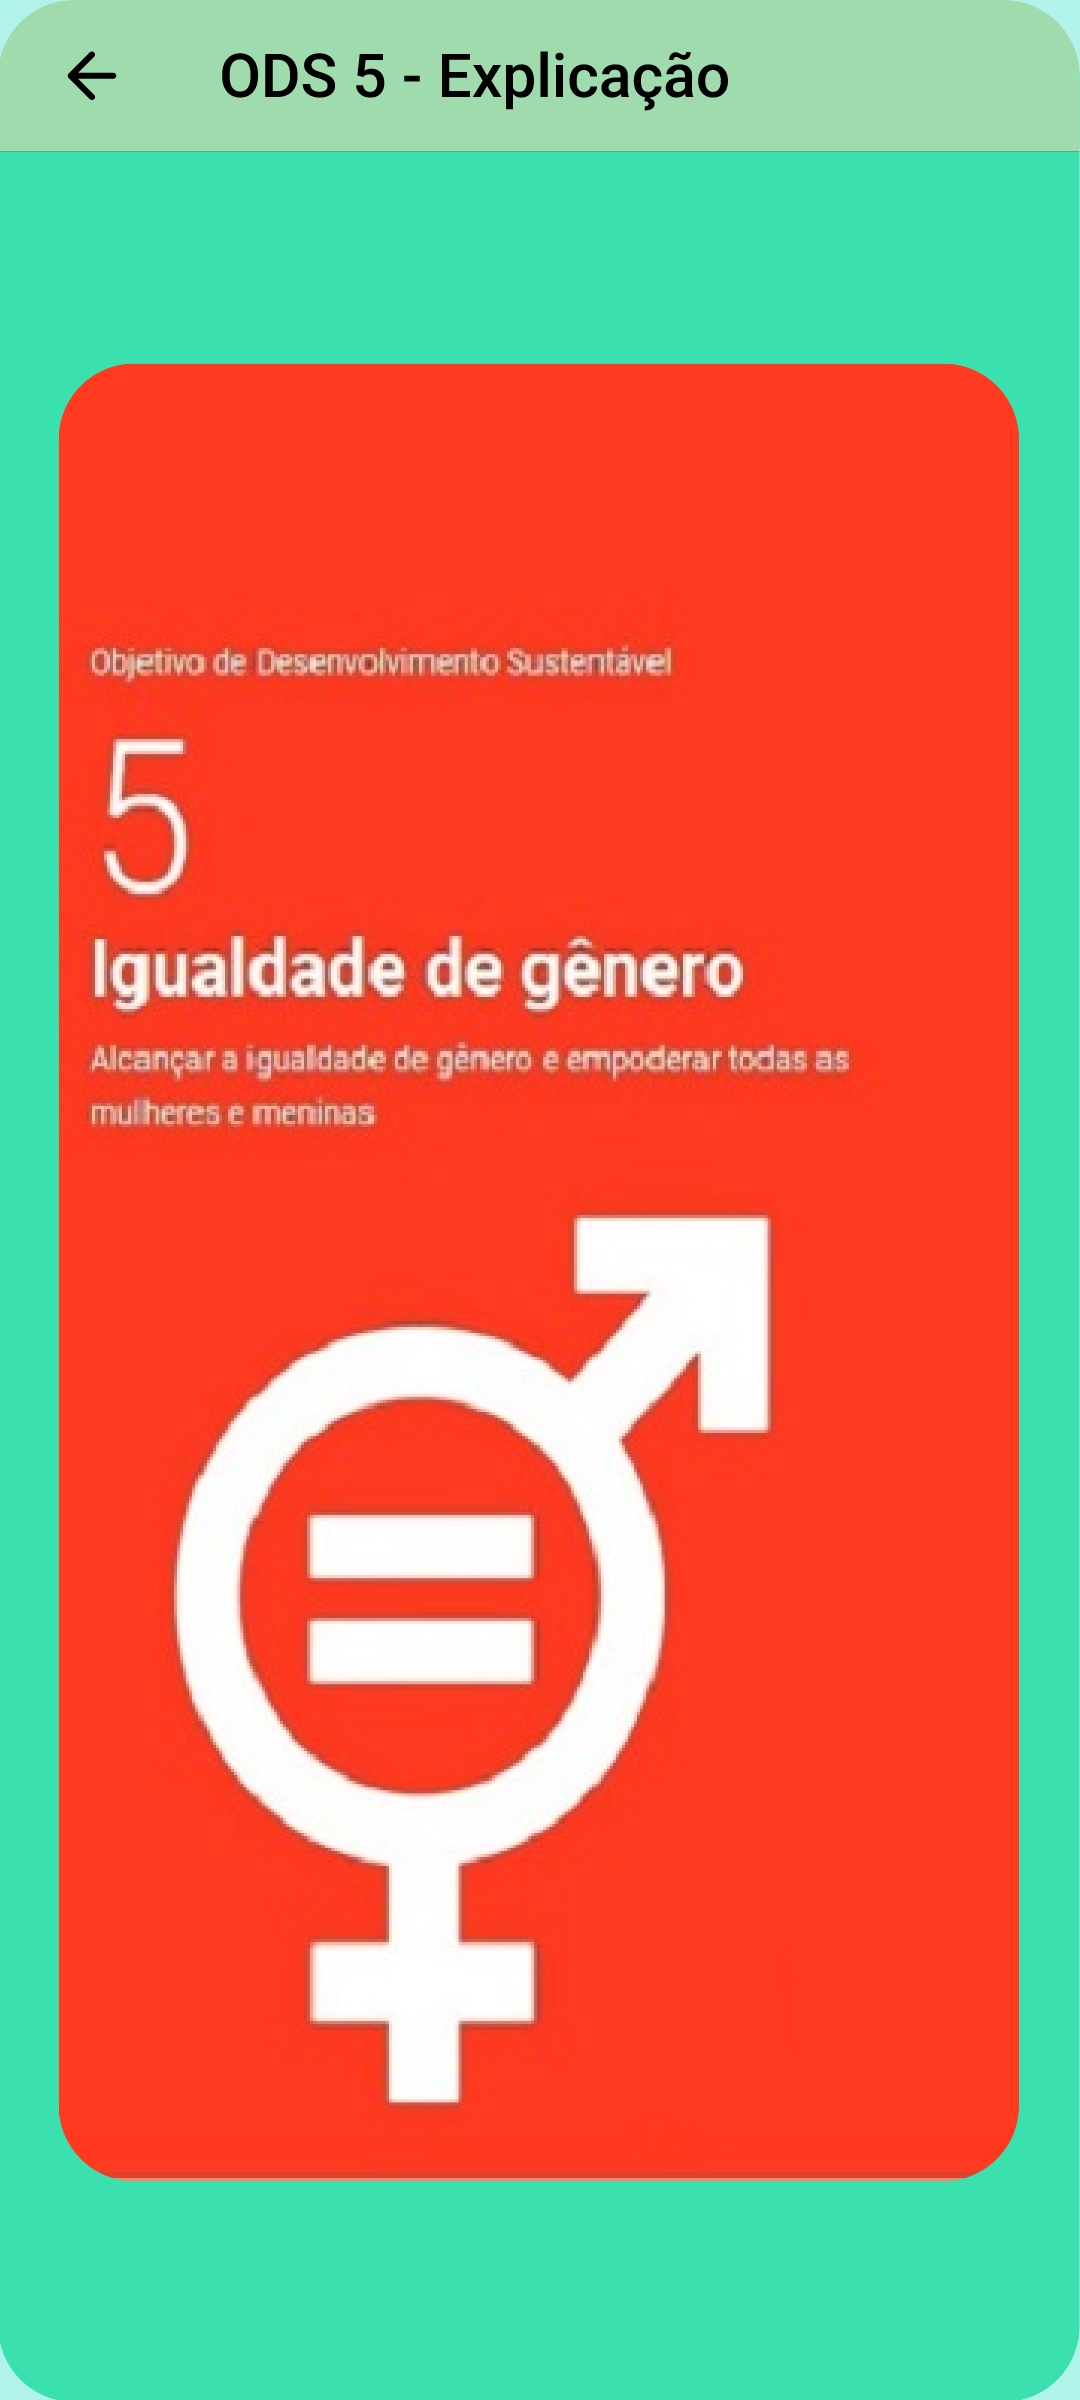 ODS 5 - Explicação
Objetivo de Desenvolvimento Sustentável
5
Igualdade de gênero
Alcançar a igualdade de gênero e empoderar todas as
mulheres e meninas